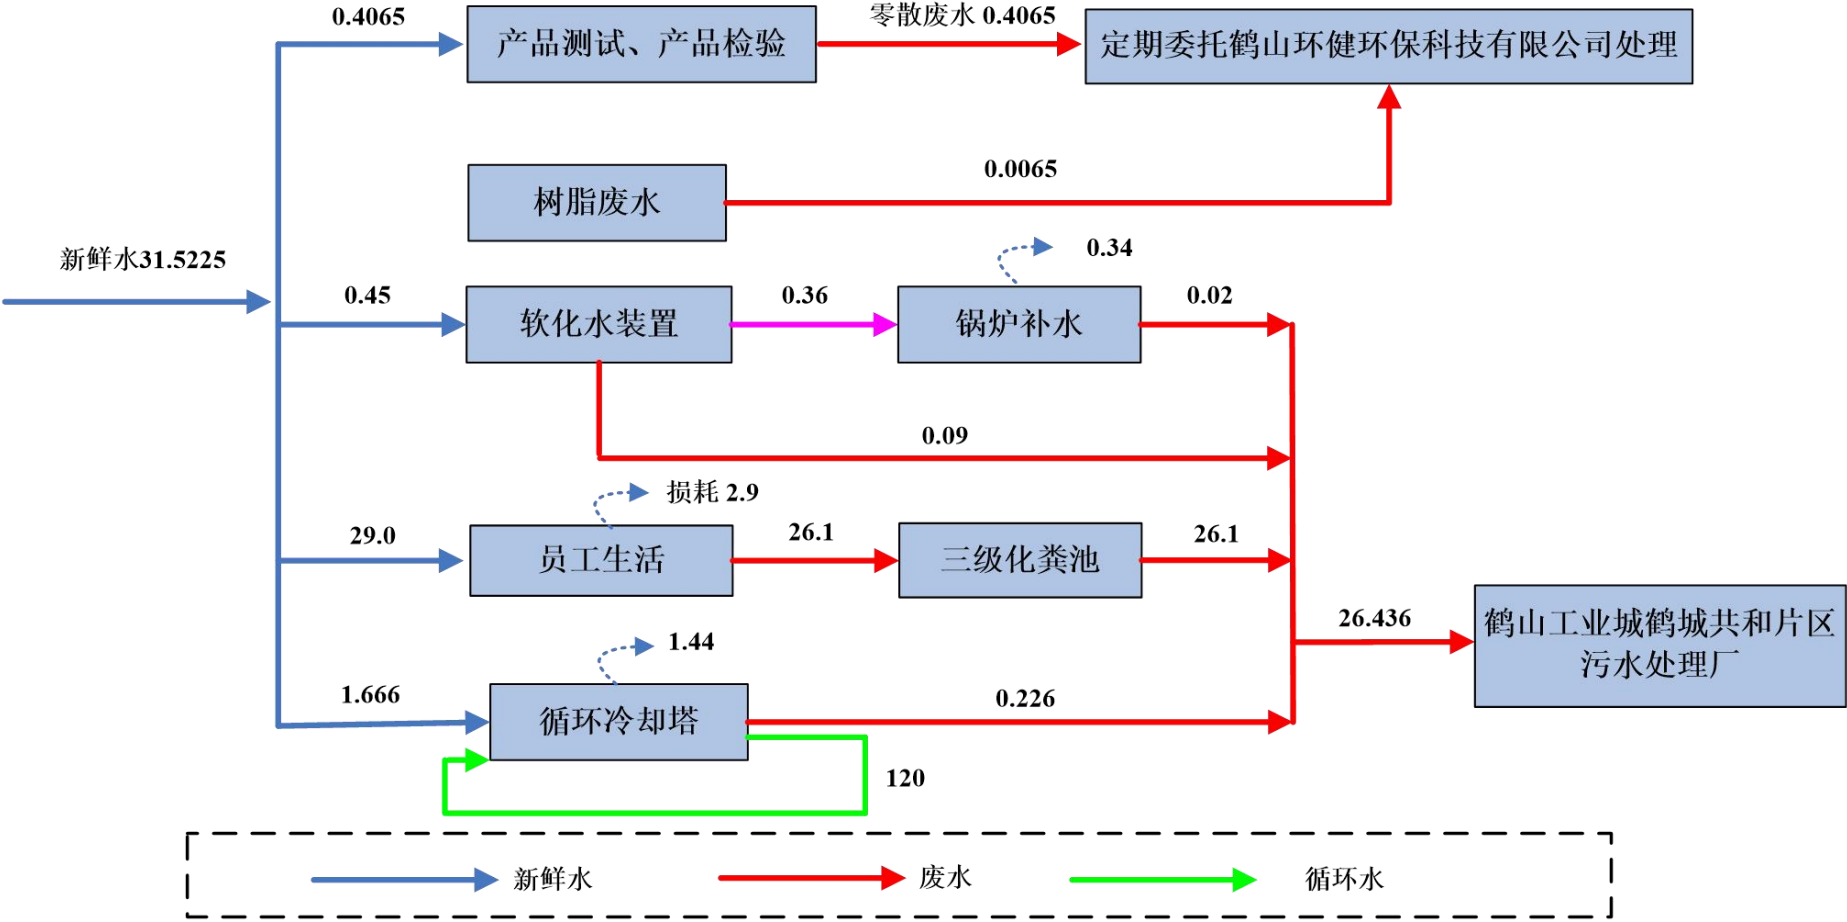 0.4065
产品测试、产品检验
零散废水 0.4065
定期委托鹤山环健环保科技有限公司处理
树脂废水
0.0065
新鲜水31.5225
0.45
软化水装置
0.36
锅炉补水
0.34
0.02
0.09
29.0
员工生活
损耗 2.9
26.1
三级化粪池
26.1
26.436
鹤山工业城鹤城共和片区
污水处理厂
1.666
循环冷却塔
1.44
0.226
120
新鲜水
废水
循环水